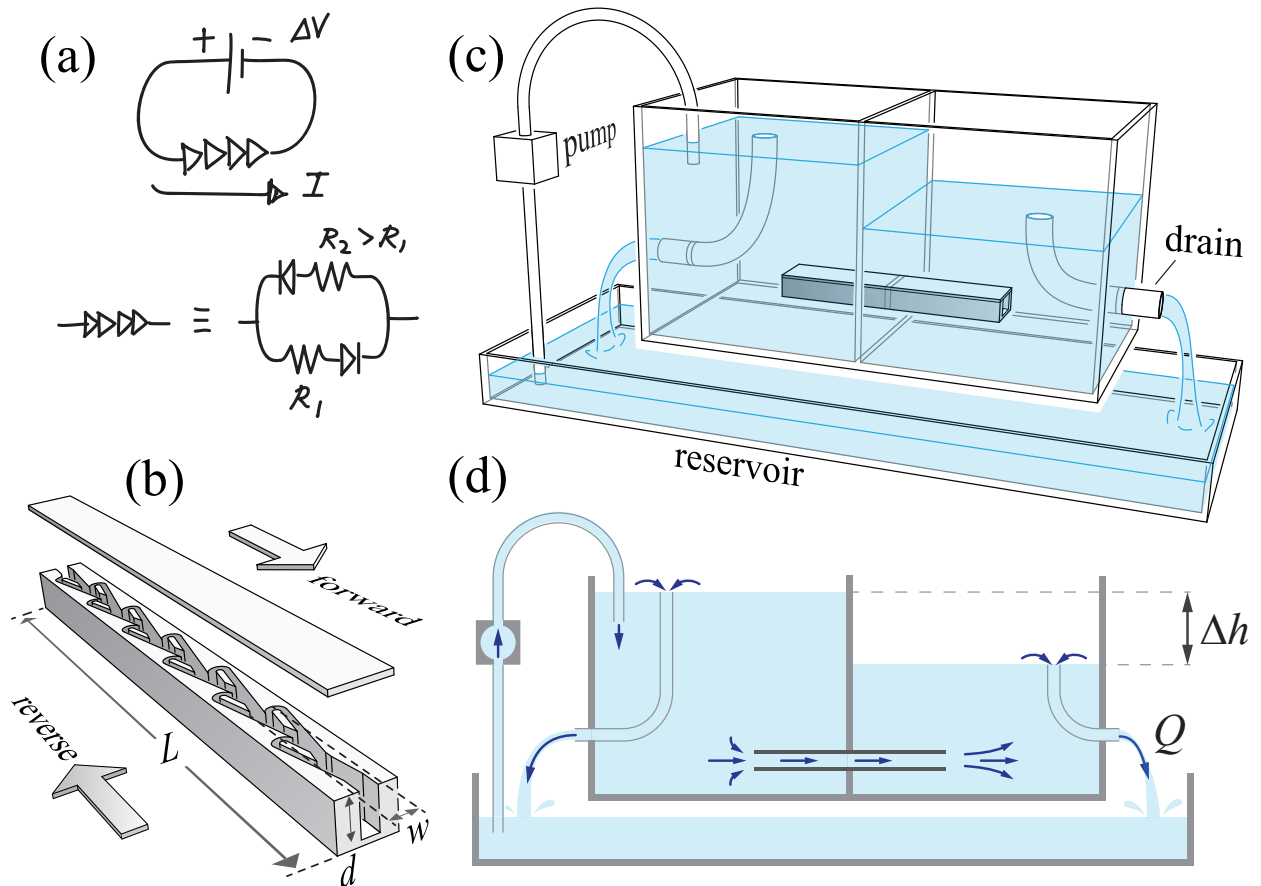 (a)
+ − ΔV
I
R₂ > R₁
≡
R₁
(b)
forward
reverse
L
w
d
(c)
pump
drain
reservoir
(d)
Δh
Q